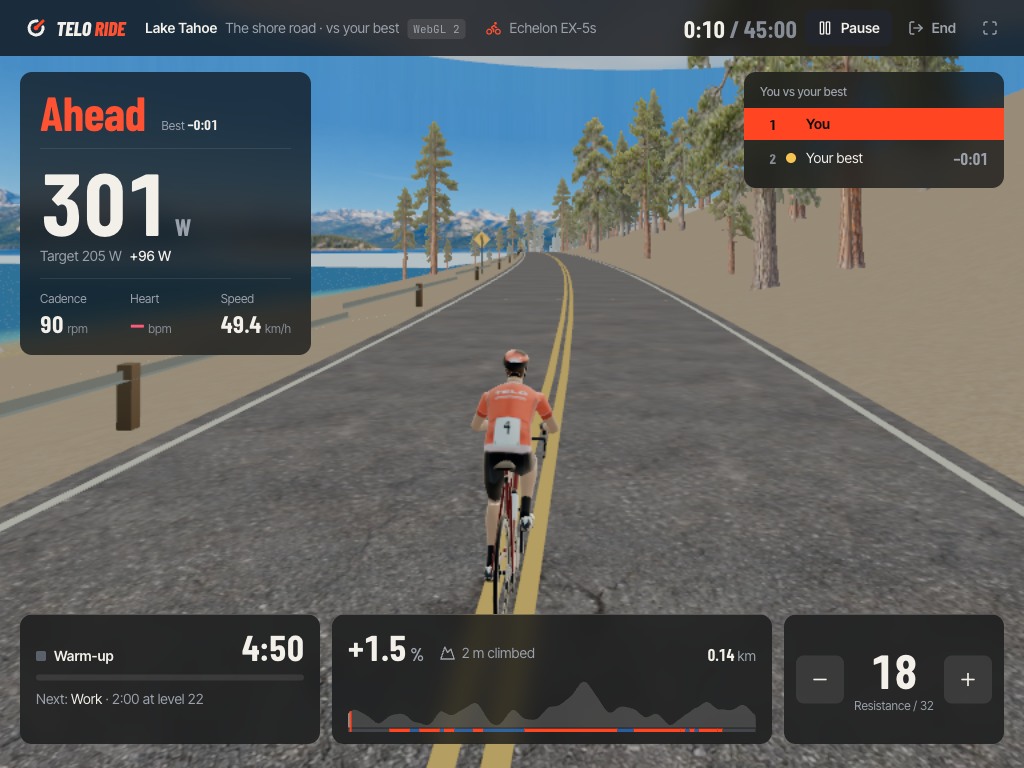 TELO RIDE
Lake Tahoe The shore road · vs your best WebGL 2 Echelon EX-5s
0:10 / 45:00 Pause End
Ahead Best −0:01
301 W
Target 205 W +96 W
Cadence Heart Speed
90 rpm — bpm 49.4 km/h
You vs your best
1 You
2 Your best −0:01
TELO
4
Warm-up 4:50
Next: Work · 2:00 at level 22
+1.5 % 2 m climbed 0.14 km
− 18 +
Resistance / 32